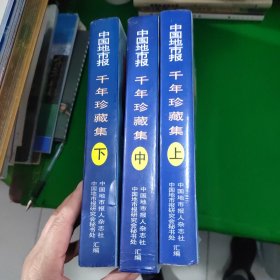 中国地市报
千年珍藏集
下
中国地市报人杂志社
中国地市报研究会秘书处
汇编
中国地市报
千年珍藏集
中
中国地市报人杂志社
中国地市报研究会秘书处
汇编
中国地市报
千年珍藏集
上
中国地市报人杂志社
中国地市报研究会秘书处
汇编